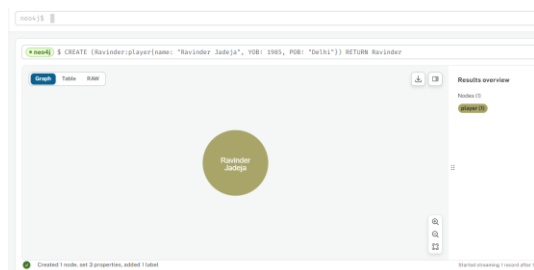 neo4j$
neo4j $ CREATE (Ravinder:player{name: "Ravinder Jadeja", YOB: 1985, POB: "Delhi"}) RETURN Ravinder
Graph Table RAW
Results overview
Nodes (1)
player (1)
Ravinder
Jadeja
Created 1 node, set 3 properties, added 1 label
Started streaming 1 record after 1